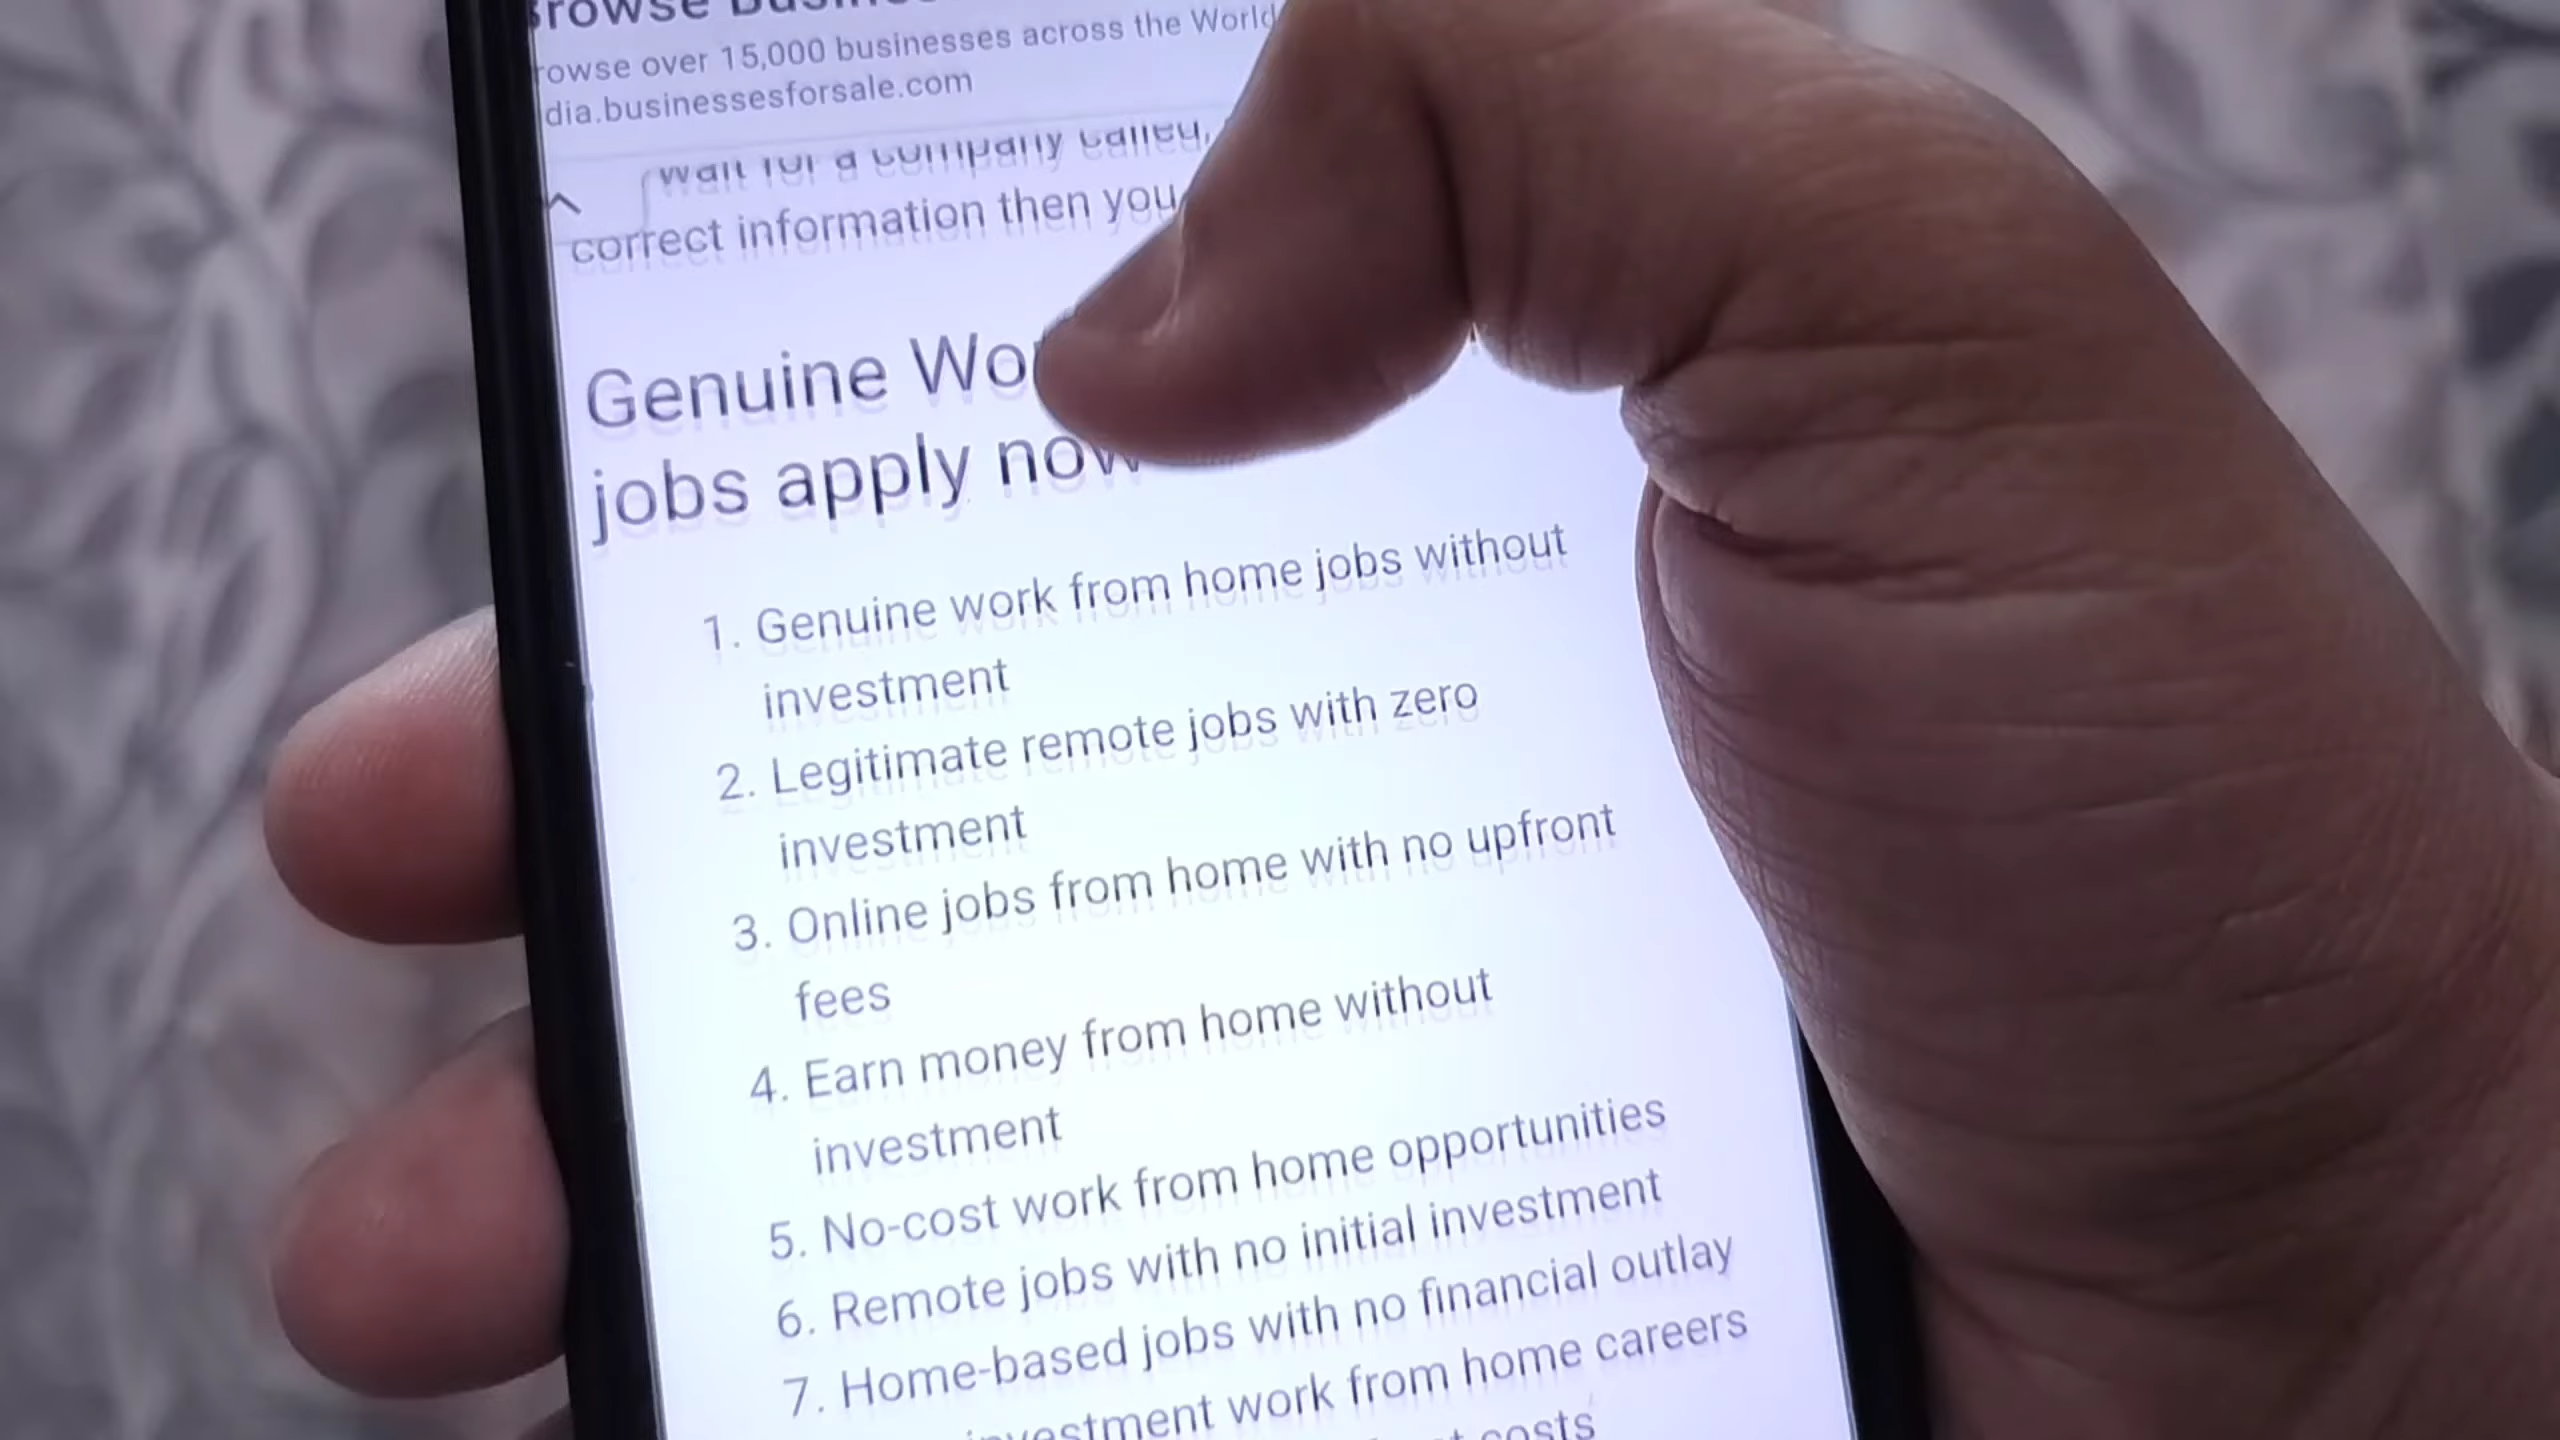 rowse
rowse over 15,000 businesses across the World
dia.businessesforsale.com
wait for a company called,
correct information then you
Genuine
jobs apply now
1. Genuine work from home jobs without
investment
2. Legitimate remote jobs with zero
investment
3. Online jobs from home with no upfront
fees
4. Earn money from home without
investment
5. No-cost work from home opportunities
6. Remote jobs with no initial investment
7. Home-based jobs with no financial outlay
investment work from home careers
costs